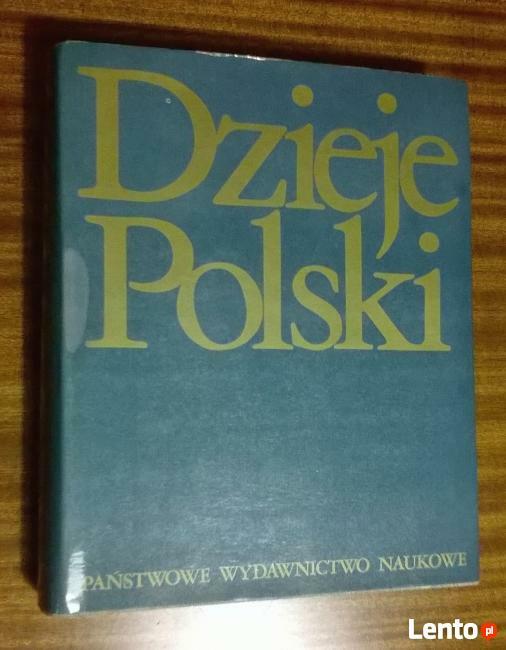 Dzieje
Polski
PAŃSTWOWE WYDAWNICTWO NAUKOWE
Lento.pl